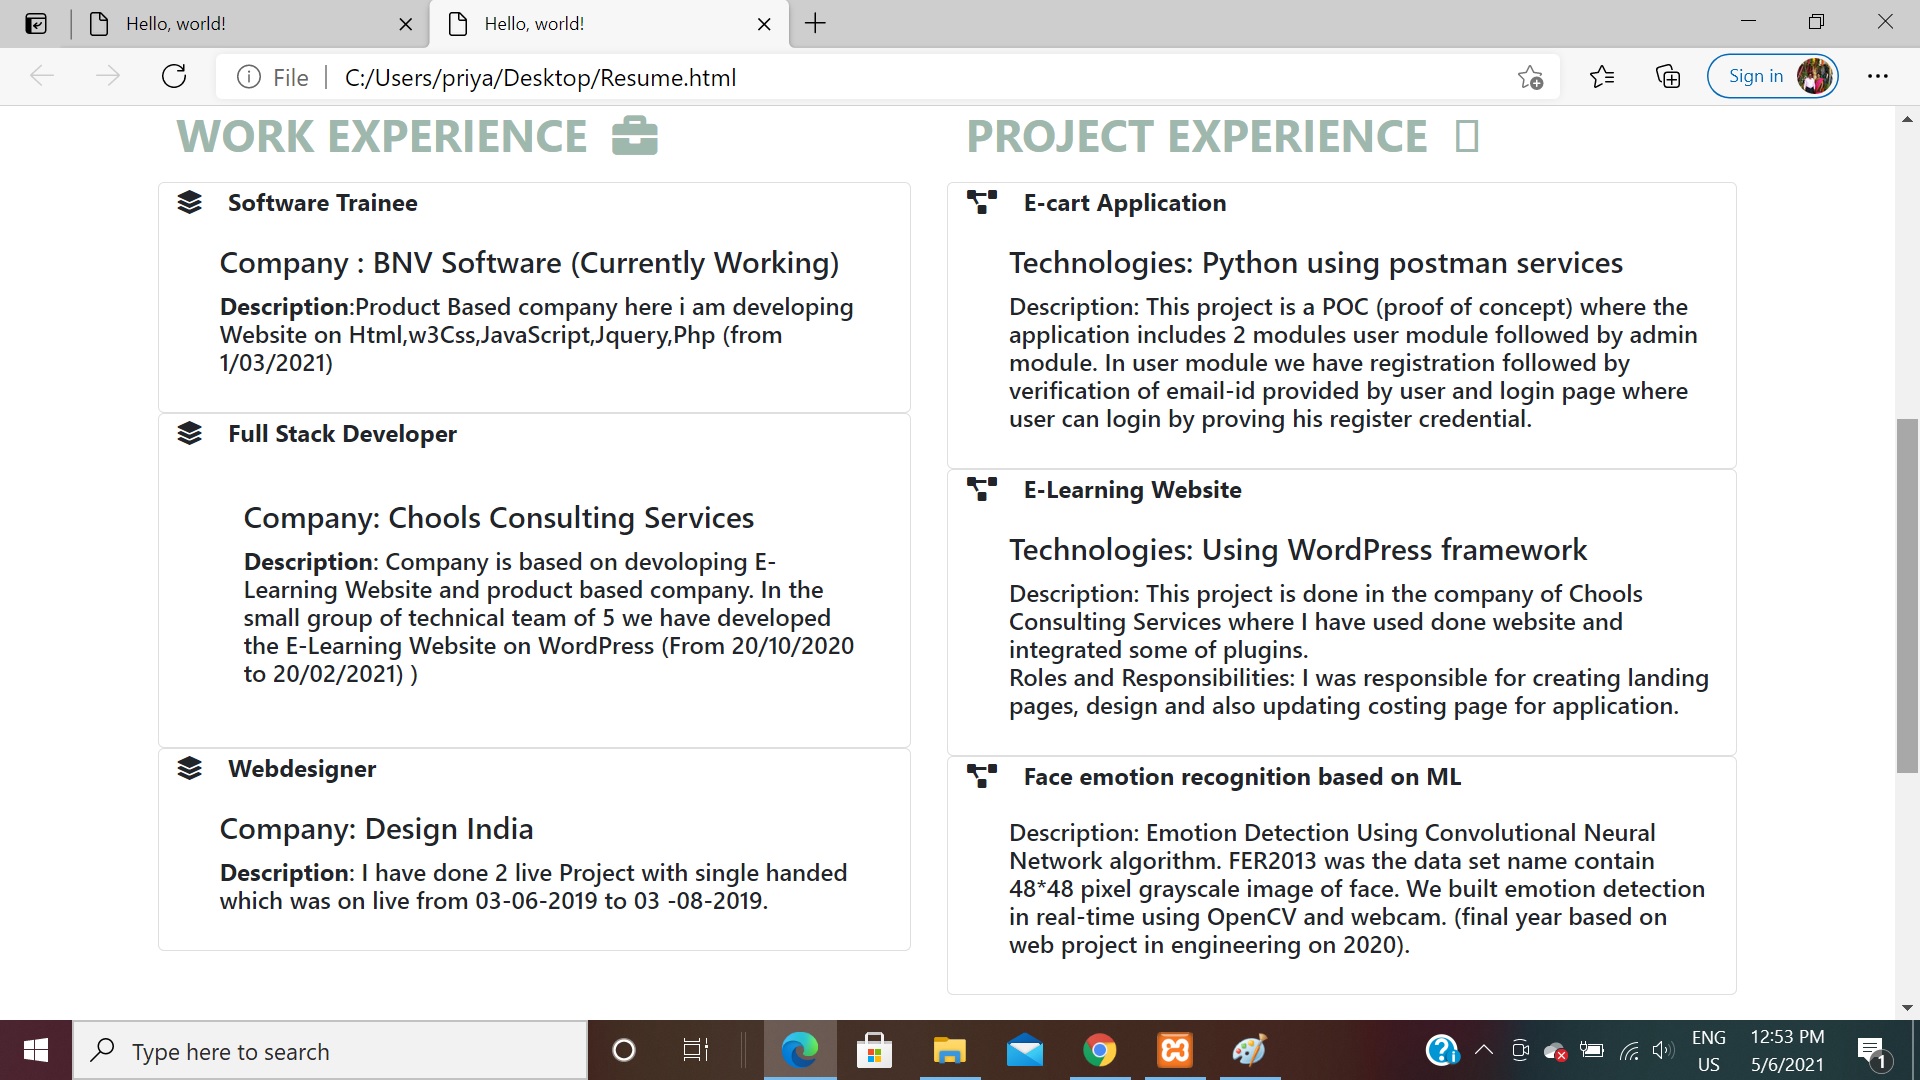 Hello, world!
Hello, world!
File
C:/Users/priya/Desktop/Resume.html
Sign in
WORK EXPERIENCE
Software Trainee
Company : BNV Software (Currently Working)
Description:Product Based company here i am developing
Website on Html,w3Css,JavaScript,Jquery,Php (from
1/03/2021)
Full Stack Developer
Company: Chools Consulting Services
Description: Company is based on devoloping E-
Learning Website and product based company. In the
small group of technical team of 5 we have developed
the E-Learning Website on WordPress (From 20/10/2020
to 20/02/2021) )
Webdesigner
Company: Design India
Description: I have done 2 live Project with single handed
which was on live from 03-06-2019 to 03 -08-2019.
PROJECT EXPERIENCE
E-cart Application
Technologies: Python using postman services
Description: This project is a POC (proof of concept) where the
application includes 2 modules user module followed by admin
module. In user module we have registration followed by
verification of email-id provided by user and login page where
user can login by proving his register credential.
E-Learning Website
Technologies: Using WordPress framework
Description: This project is done in the company of Chools
Consulting Services where I have used done website and
integrated some of plugins.
Roles and Responsibilities: I was responsible for creating landing
pages, design and also updating costing page for application.
Face emotion recognition based on ML
Description: Emotion Detection Using Convolutional Neural
Network algorithm. FER2013 was the data set name contain
48*48 pixel grayscale image of face. We built emotion detection
in real-time using OpenCV and webcam. (final year based on
web project in engineering on 2020).
Type here to search
ENG
US
12:53 PM
5/6/2021
1